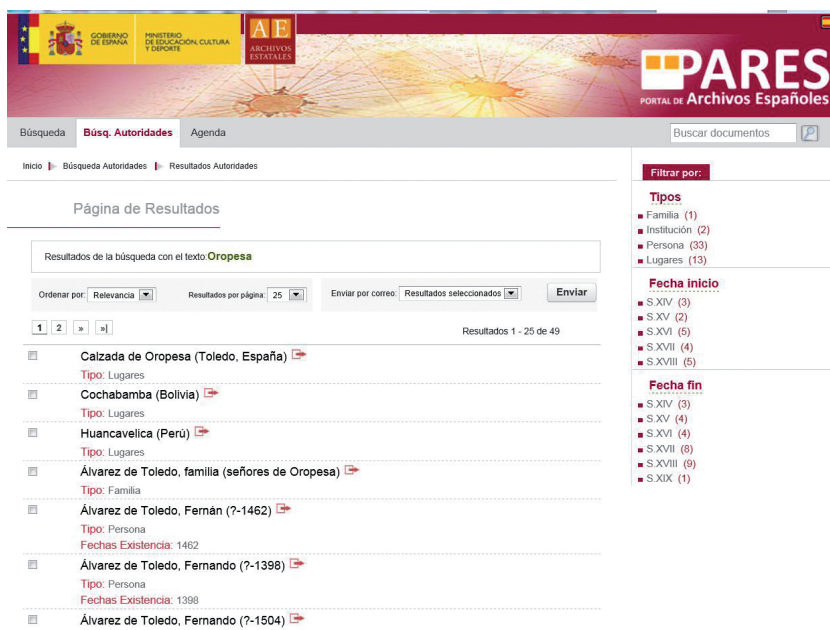 GOBIERNO
DE ESPAÑA
MINISTERIO
DE EDUCACIÓN, CULTURA
Y DEPORTE
AE
ARCHIVOS
ESTATALES
PARES
PORTAL DE Archivos Españoles
Búsqueda Búsq. Autoridades Agenda
Buscar documentos
Inicio Búsqueda Autoridades Resultados Autoridades
Página de Resultados
Resultados de la búsqueda con el texto:Oropesa
Ordenar por: Relevancia Resultados por página: 25 Enviar por correo: Resultados seleccionados Enviar
1 2 » »|
Resultados 1 - 25 de 49
Calzada de Oropesa (Toledo, España)
Tipo: Lugares
Cochabamba (Bolivia)
Tipo: Lugares
Huancavelica (Perú)
Tipo: Lugares
Álvarez de Toledo, familia (señores de Oropesa)
Tipo: Familia
Álvarez de Toledo, Fernán (?-1462)
Tipo: Persona
Fechas Existencia: 1462
Álvarez de Toledo, Fernando (?-1398)
Tipo: Persona
Fechas Existencia: 1398
Álvarez de Toledo, Fernando (?-1504)
Filtrar por:
Tipos
Familia (1)
Institución (2)
Persona (33)
Lugares (13)
Fecha inicio
S.XIV (3)
S.XV (2)
S.XVI (5)
S.XVII (4)
S.XVIII (5)
Fecha fin
S.XIV (3)
S.XV (4)
S.XVI (4)
S.XVII (8)
S.XVIII (9)
S.XIX (1)